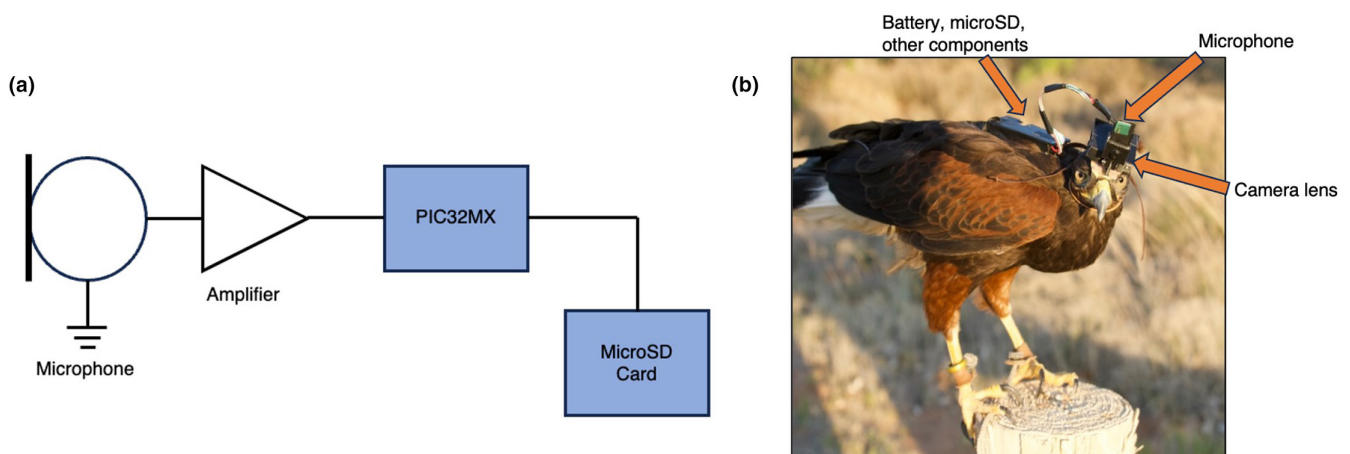 (a)
Microphone
Amplifier
PIC32MX
MicroSD
Card
(b)
Battery, microSD,
other components
Microphone
Camera lens